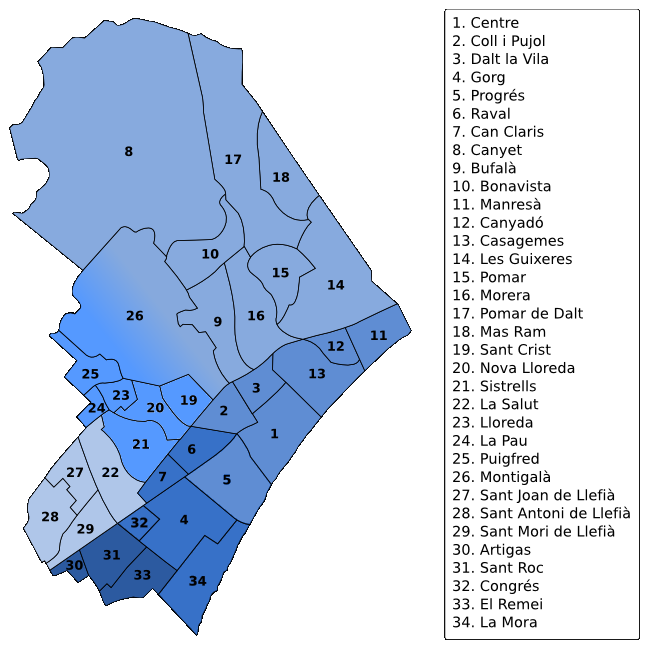 1. Centre
2. Coll i Pujol
3. Dalt la Vila
4. Gorg
5. Progrés
6. Raval
7. Can Claris
8. Canyet
9. Bufalà
10. Bonavista
11. Manresà
12. Canyadó
13. Casagemes
14. Les Guixeres
15. Pomar
16. Morera
17. Pomar de Dalt
18. Mas Ram
19. Sant Crist
20. Nova Lloreda
21. Sistrells
22. La Salut
23. Lloreda
24. La Pau
25. Puigfred
26. Montigalà
27. Sant Joan de Llefià
28. Sant Antoni de Llefià
29. Sant Mori de Llefià
30. Artigas
31. Sant Roc
32. Congrés
33. El Remei
34. La Mora
8
17
18
10
15
14
26
9
16
11
12
13
25
3
23
19
24
20
2
1
21
6
27
22
7
5
28
32
4
29
31
30
33
34